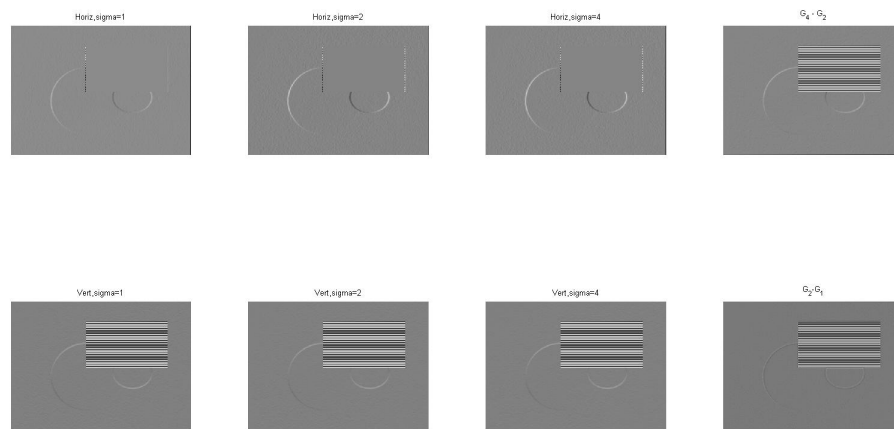 Horiz,sigma=1
Horiz,sigma=2
Horiz,sigma=4
G₄ - G₂
Vert,sigma=1
Vert,sigma=2
Vert,sigma=4
G₂-G₁